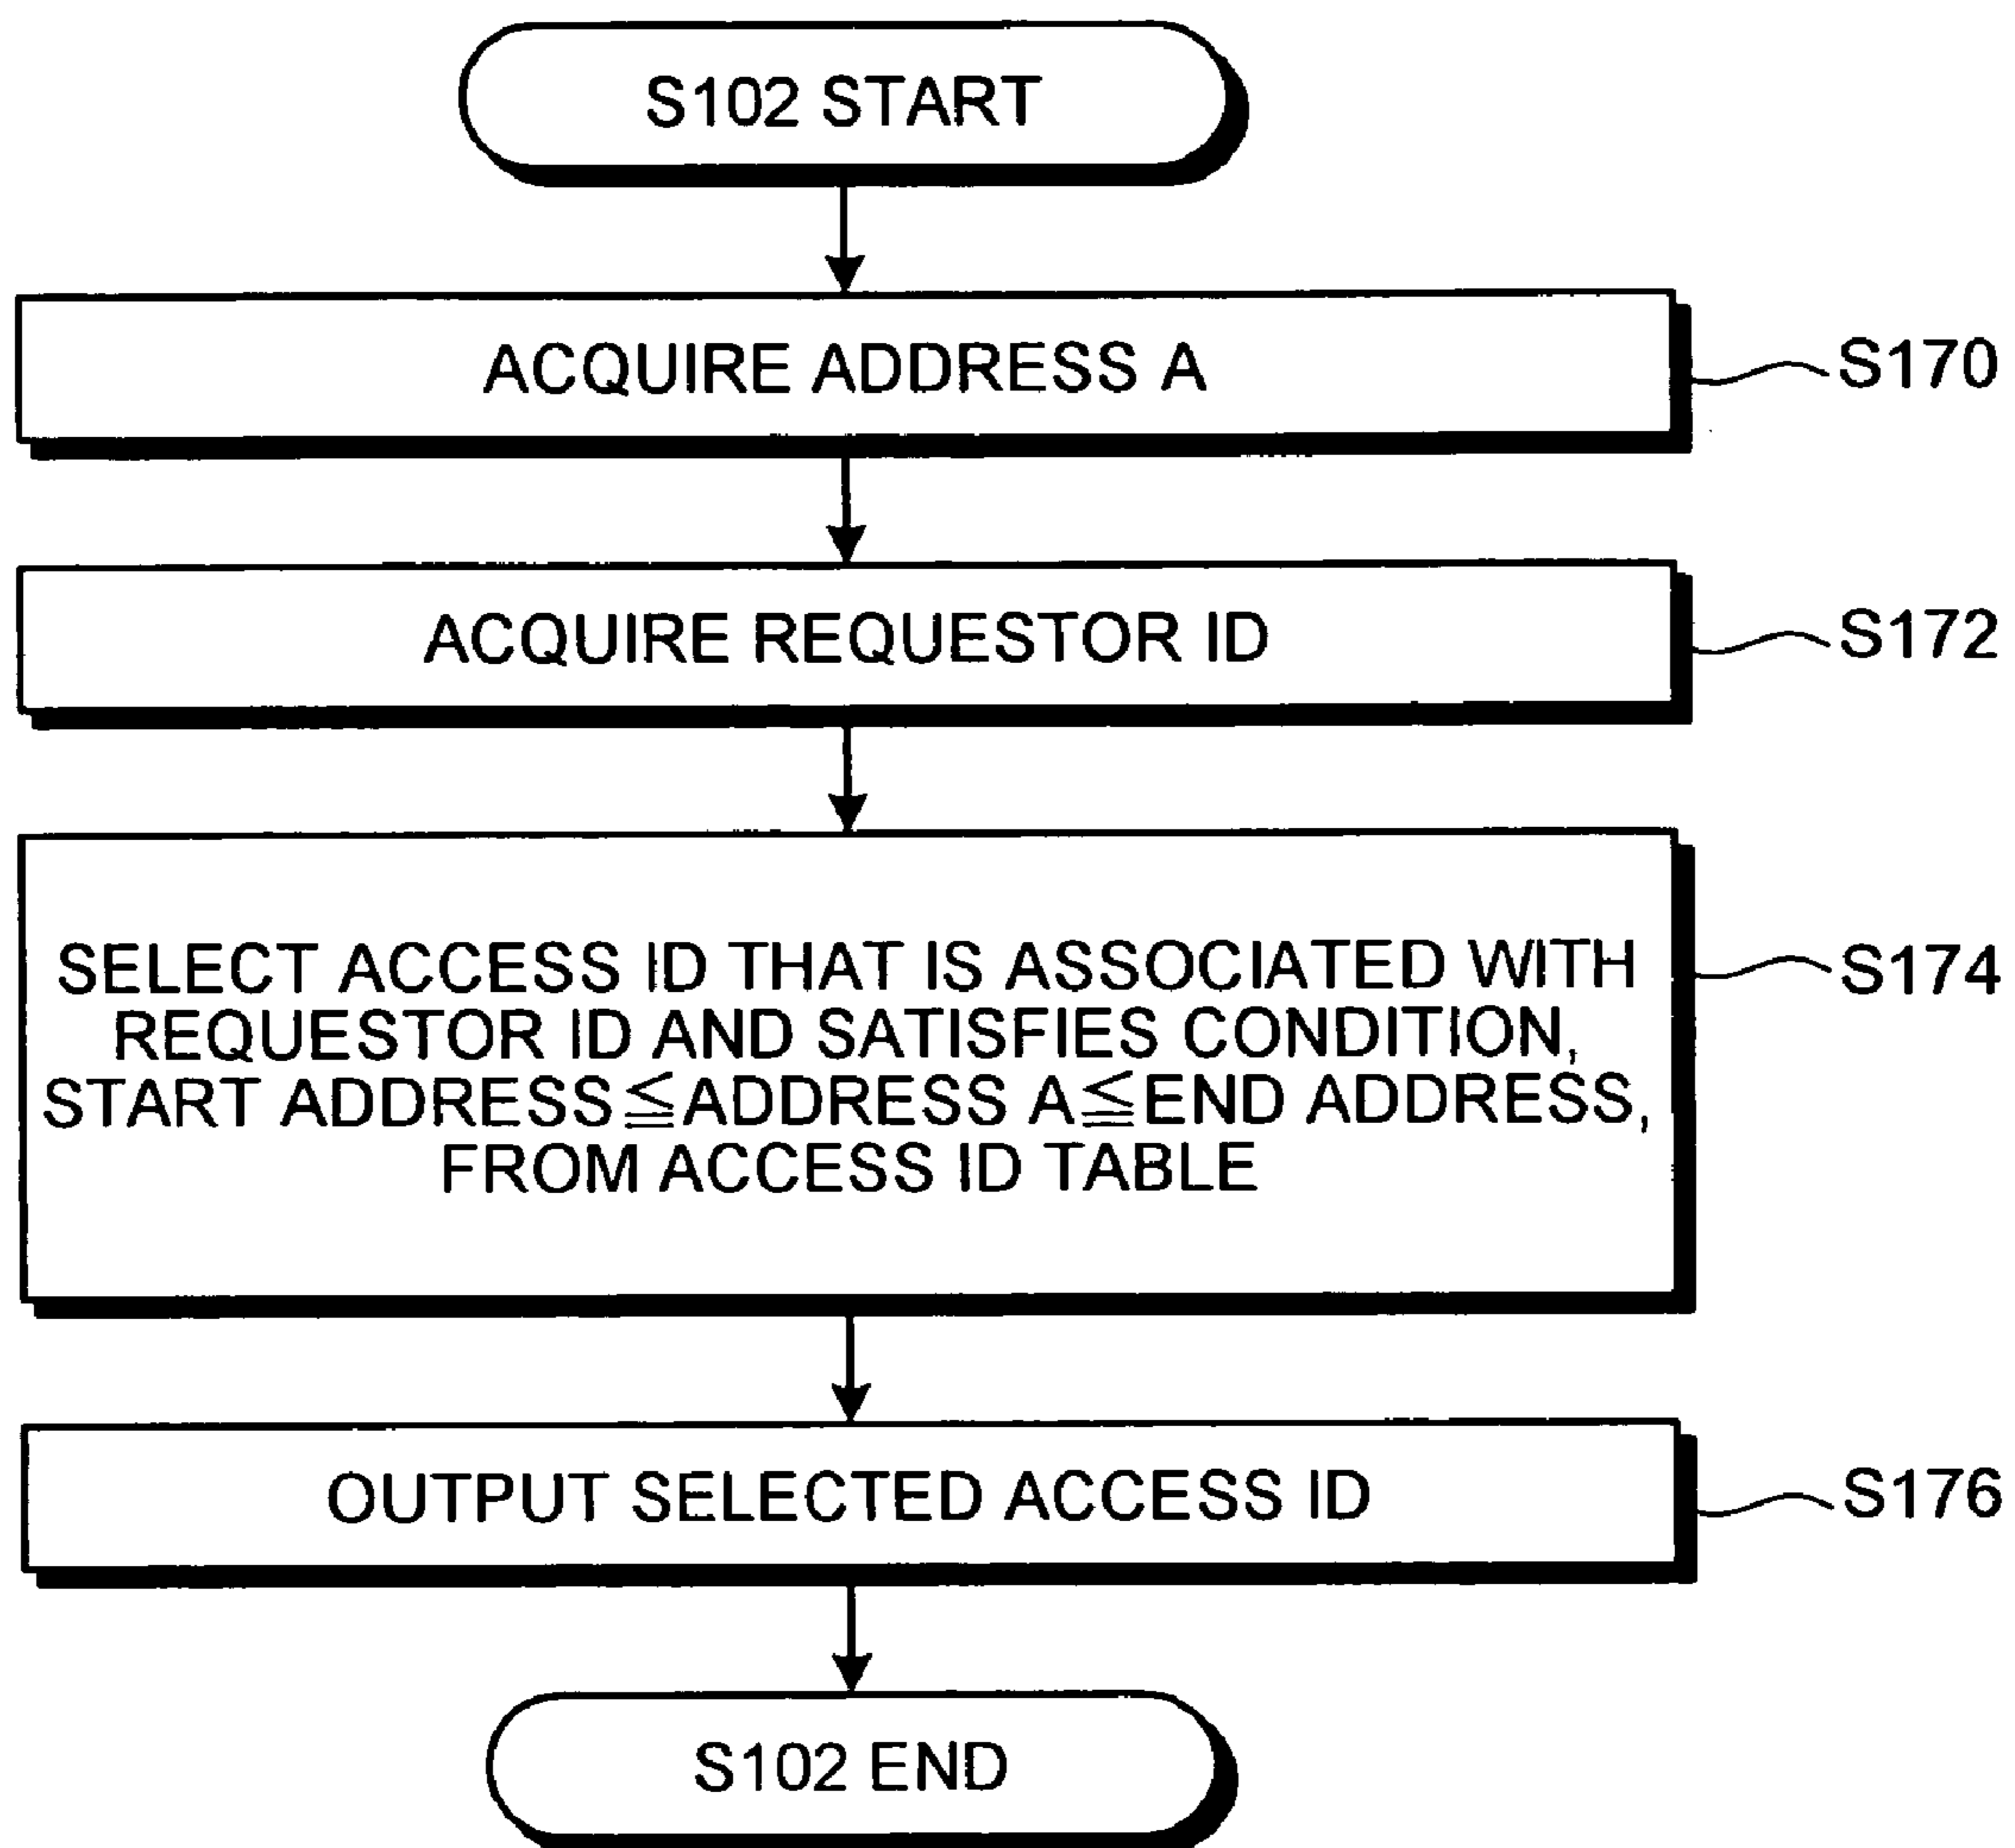 S102 START
ACQUIRE ADDRESS A
S170
ACQUIRE REQUESTOR ID
S172
SELECT ACCESS ID THAT IS ASSOCIATED WITH
REQUESTOR ID AND SATISFIES CONDITION,
START ADDRESS≦ADDRESS A≦END ADDRESS,
FROM ACCESS ID TABLE
S174
OUTPUT SELECTED ACCESS ID
S176
S102 END